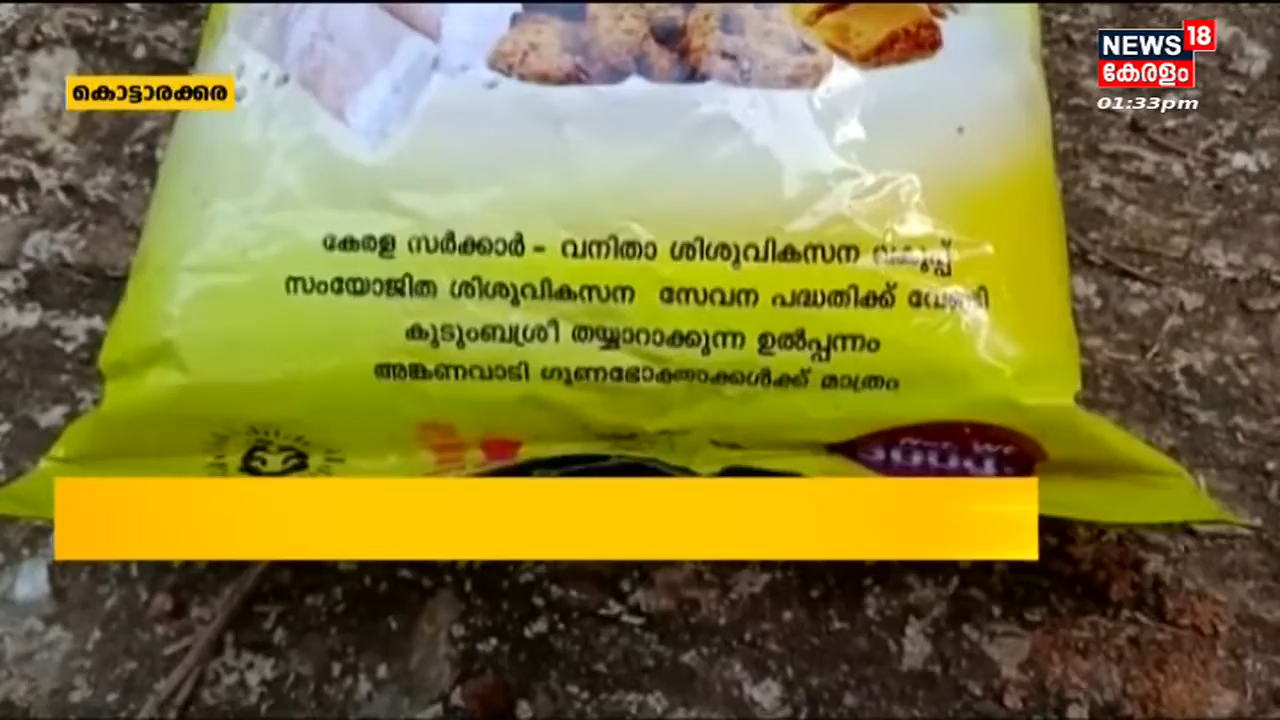 NEWS 18
കേരളം
01:33pm
കൊട്ടാരക്കര
കേരള സർക്കാർ - വനിതാ ശിശുവികസന വകുപ്പ്
സംയോജിത ശിശുവികസന സേവന പദ്ധതിക്ക് വേണ്ടി
കുടുംബശ്രീ തയ്യാറാക്കുന്ന ഉൽപ്പന്നം
അങ്കണവാടി ഗുണഭോക്താക്കൾക്ക് മാത്രം